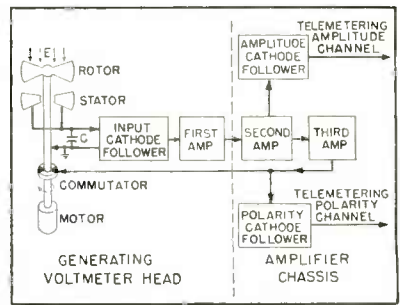 E
ROTOR
STATOR
C
INPUT
CATHODE
FOLLOWER
FIRST
AMP
SECOND
AMP
THIRD
AMP
AMPLITUDE
CATHODE
FOLLOWER
TELEMETERING
AMPLITUDE
CHANNEL
COMMUTATOR
MOTOR
POLARITY
CATHODE
FOLLOWER
TELEMETERING
POLARITY
CHANNEL
GENERATING
VOLTMETER HEAD
AMPLIFIER
CHASSIS